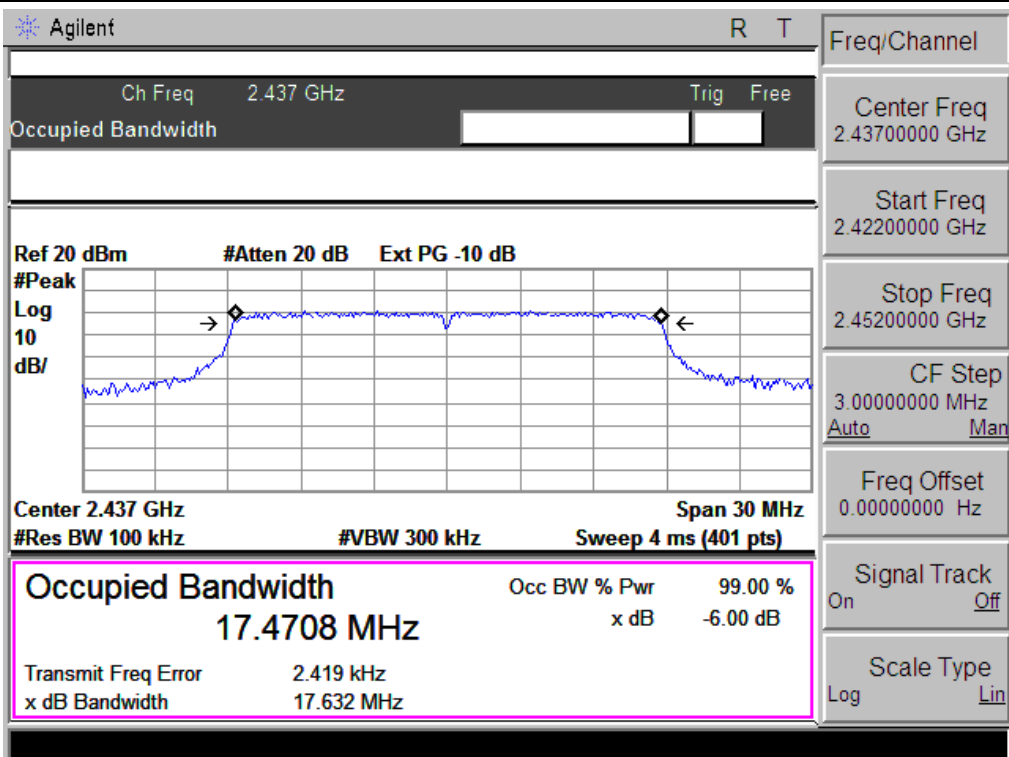 Agilent R T
Ch Freq 2.437 GHz Trig Free
Occupied Bandwidth
Ref 20 dBm #Atten 20 dB Ext PG -10 dB
#Peak
Log
10
dB/
Center 2.437 GHz Span 30 MHz
#Res BW 100 kHz #VBW 300 kHz Sweep 4 ms (401 pts)
Occupied Bandwidth Occ BW % Pwr 99.00 %
17.4708 MHz x dB -6.00 dB
Transmit Freq Error 2.419 kHz
x dB Bandwidth 17.632 MHz
Freq/Channel
Center Freq
2.43700000 GHz
Start Freq
2.42200000 GHz
Stop Freq
2.45200000 GHz
CF Step
3.00000000 MHz
Auto Man
Freq Offset
0.00000000 Hz
Signal Track
On Off
Scale Type
Log Lin